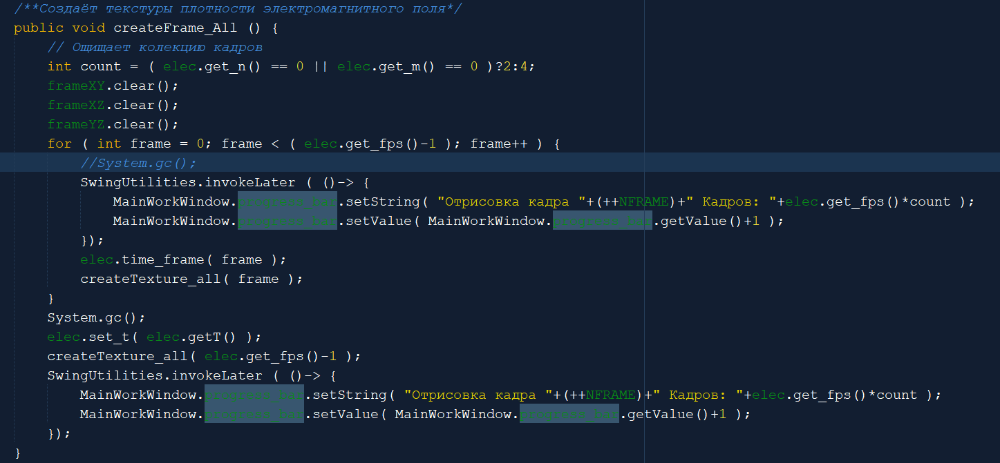 /**Создаёт текстуры плотности электромагнитного поля*/
public void createFrame_All () {
// Ощищает колекцию кадров
int count = ( elec.get_n() == 0 || elec.get_m() == 0 )?2:4;
frameXY.clear();
frameXZ.clear();
frameYZ.clear();
for ( int frame = 0; frame < ( elec.get_fps()-1 ); frame++ ) {
//System.gc();
SwingUtilities.invokeLater ( ()-> {
MainWorkWindow.progress_bar.setString( "Отрисовка кадра "+(++NFRAME)+" Кадров: "+elec.get_fps()*count );
MainWorkWindow.progress_bar.setValue( MainWorkWindow.progress_bar.getValue()+1 );
});
elec.time_frame( frame );
createTexture_all( frame );
}
System.gc();
elec.set_t( elec.getT() );
createTexture_all( elec.get_fps()-1 );
SwingUtilities.invokeLater ( ()-> {
MainWorkWindow.progress_bar.setString( "Отрисовка кадра "+(++NFRAME)+" Кадров: "+elec.get_fps()*count );
MainWorkWindow.progress_bar.setValue( MainWorkWindow.progress_bar.getValue()+1 );
});
}